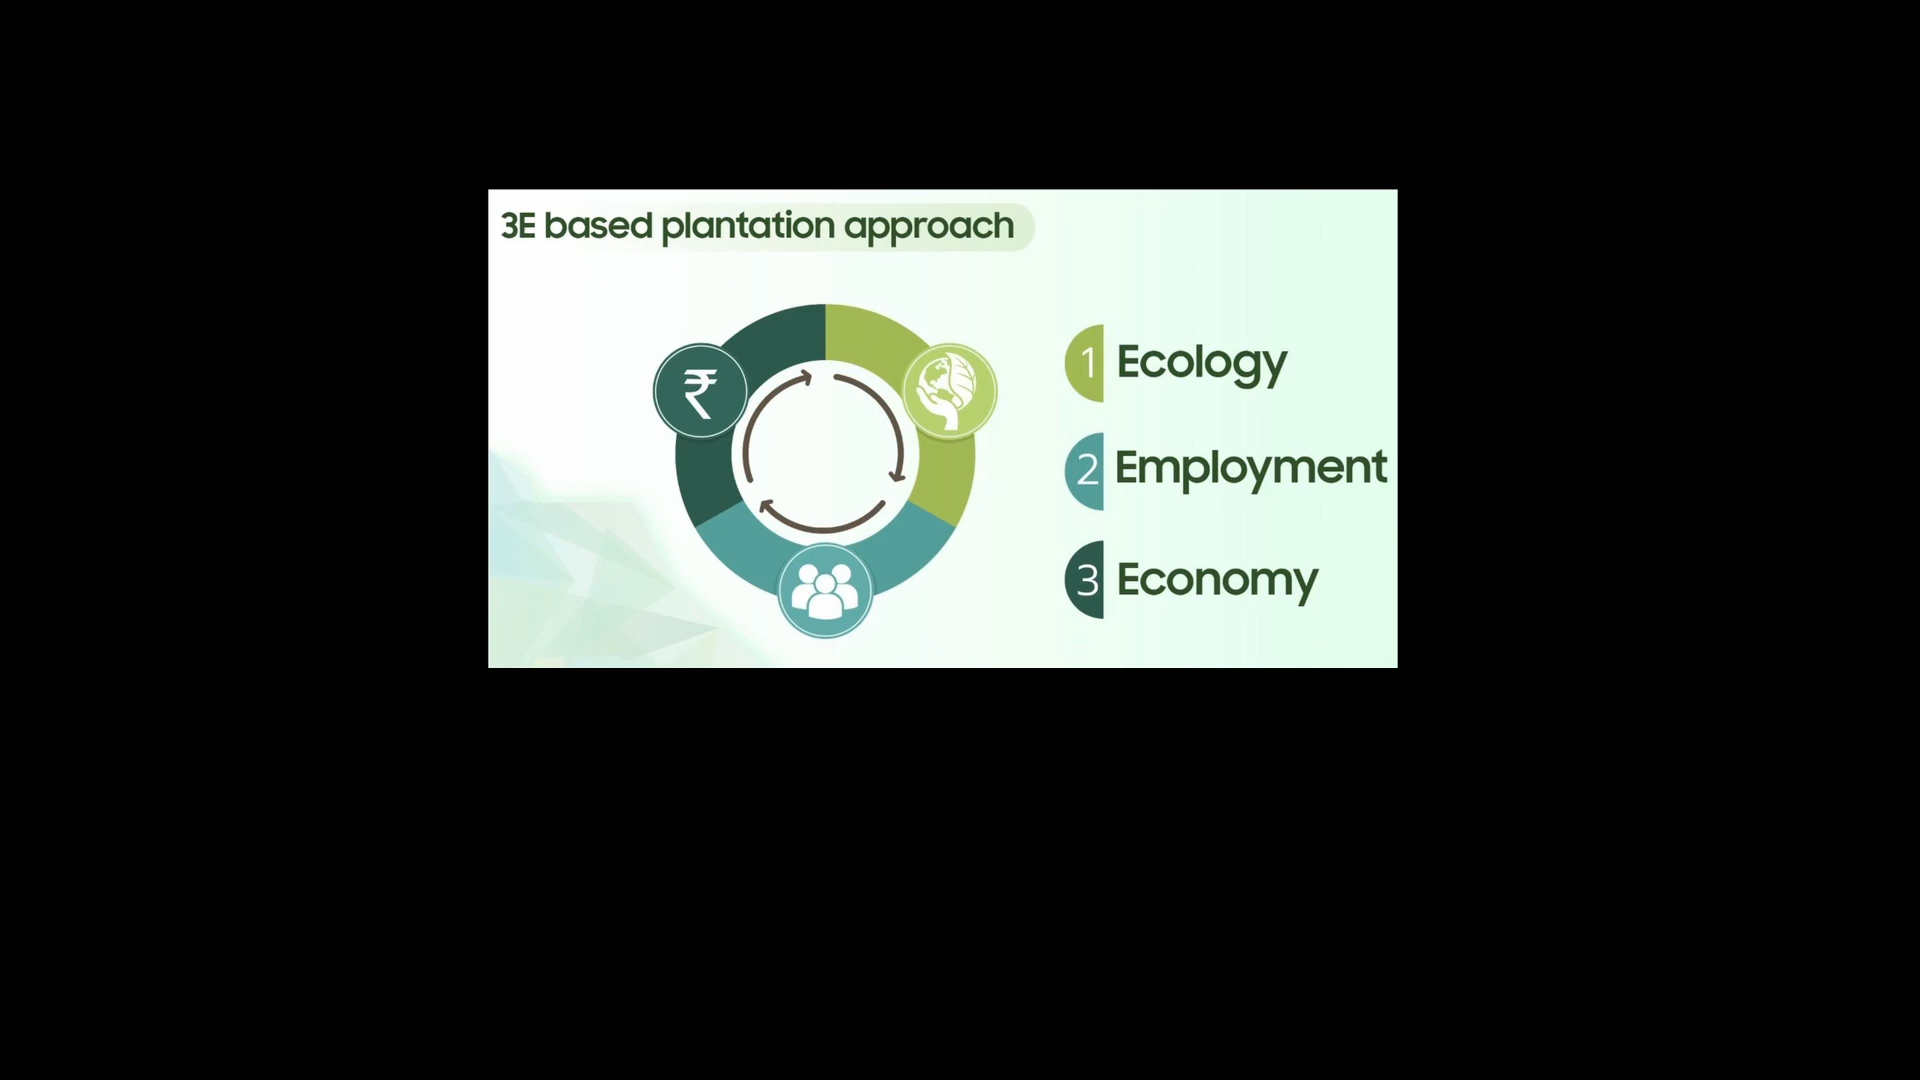 3E based plantation approach
₹
1 Ecology
2 Employment
3 Economy